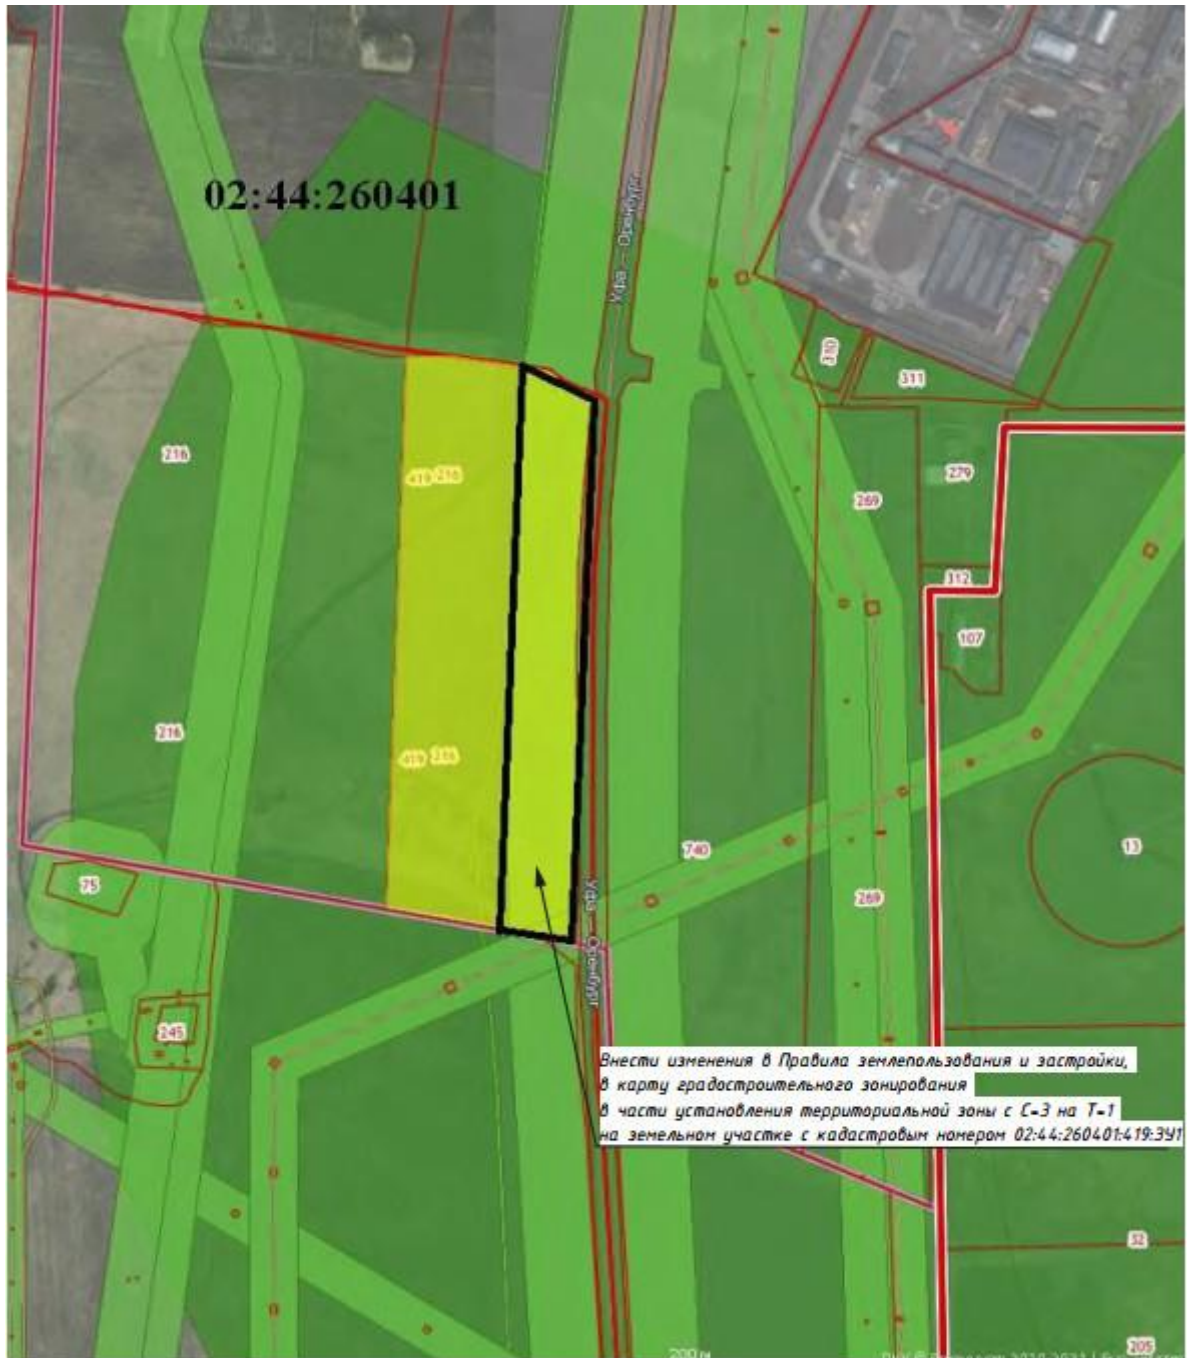 02:44:260401
Уфа – Оренбург
310
311
216
419 216
279
269
312
107
216
419 216
740
13
75
269
Уфа – Оренбург
245
Внести изменения в Правила землепользования и застройки,
в карту градостроительного зонирования
в части установления территориальной зоны с С-3 на Т-1
на земельном участке с кадастровым номером 02:44:260401:419:ЗУ1
32
205
200 м